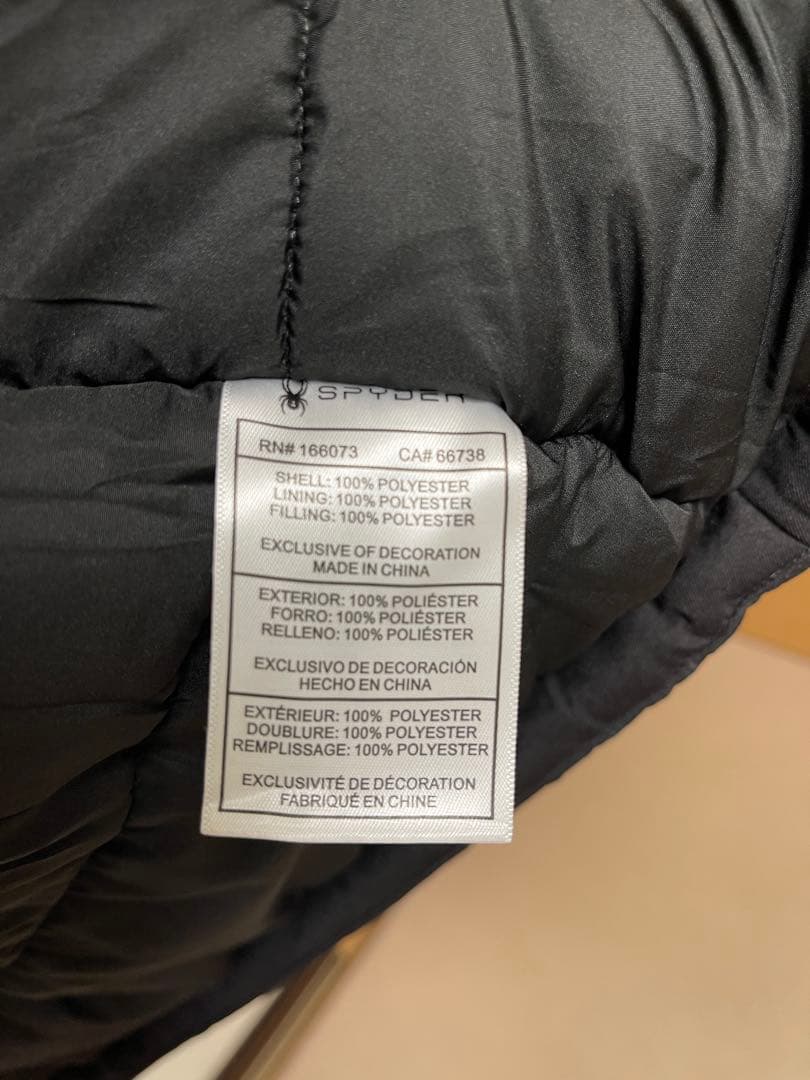 SPYDER
RN# 166073 CA# 66738
SHELL: 100% POLYESTER
LINING: 100% POLYESTER
FILLING: 100% POLYESTER
EXCLUSIVE OF DECORATION
MADE IN CHINA
EXTERIOR: 100% POLIÉSTER
FORRO: 100% POLIÉSTER
RELLENO: 100% POLIÉSTER
EXCLUSIVO DE DECORACIÓN
HECHO EN CHINA
EXTÉRIEUR: 100% POLYESTER
DOUBLURE: 100% POLYESTER
REMPLISSAGE: 100% POLYESTER
EXCLUSIVITÉ DE DÉCORATION
FABRIQUÉ EN CHINE